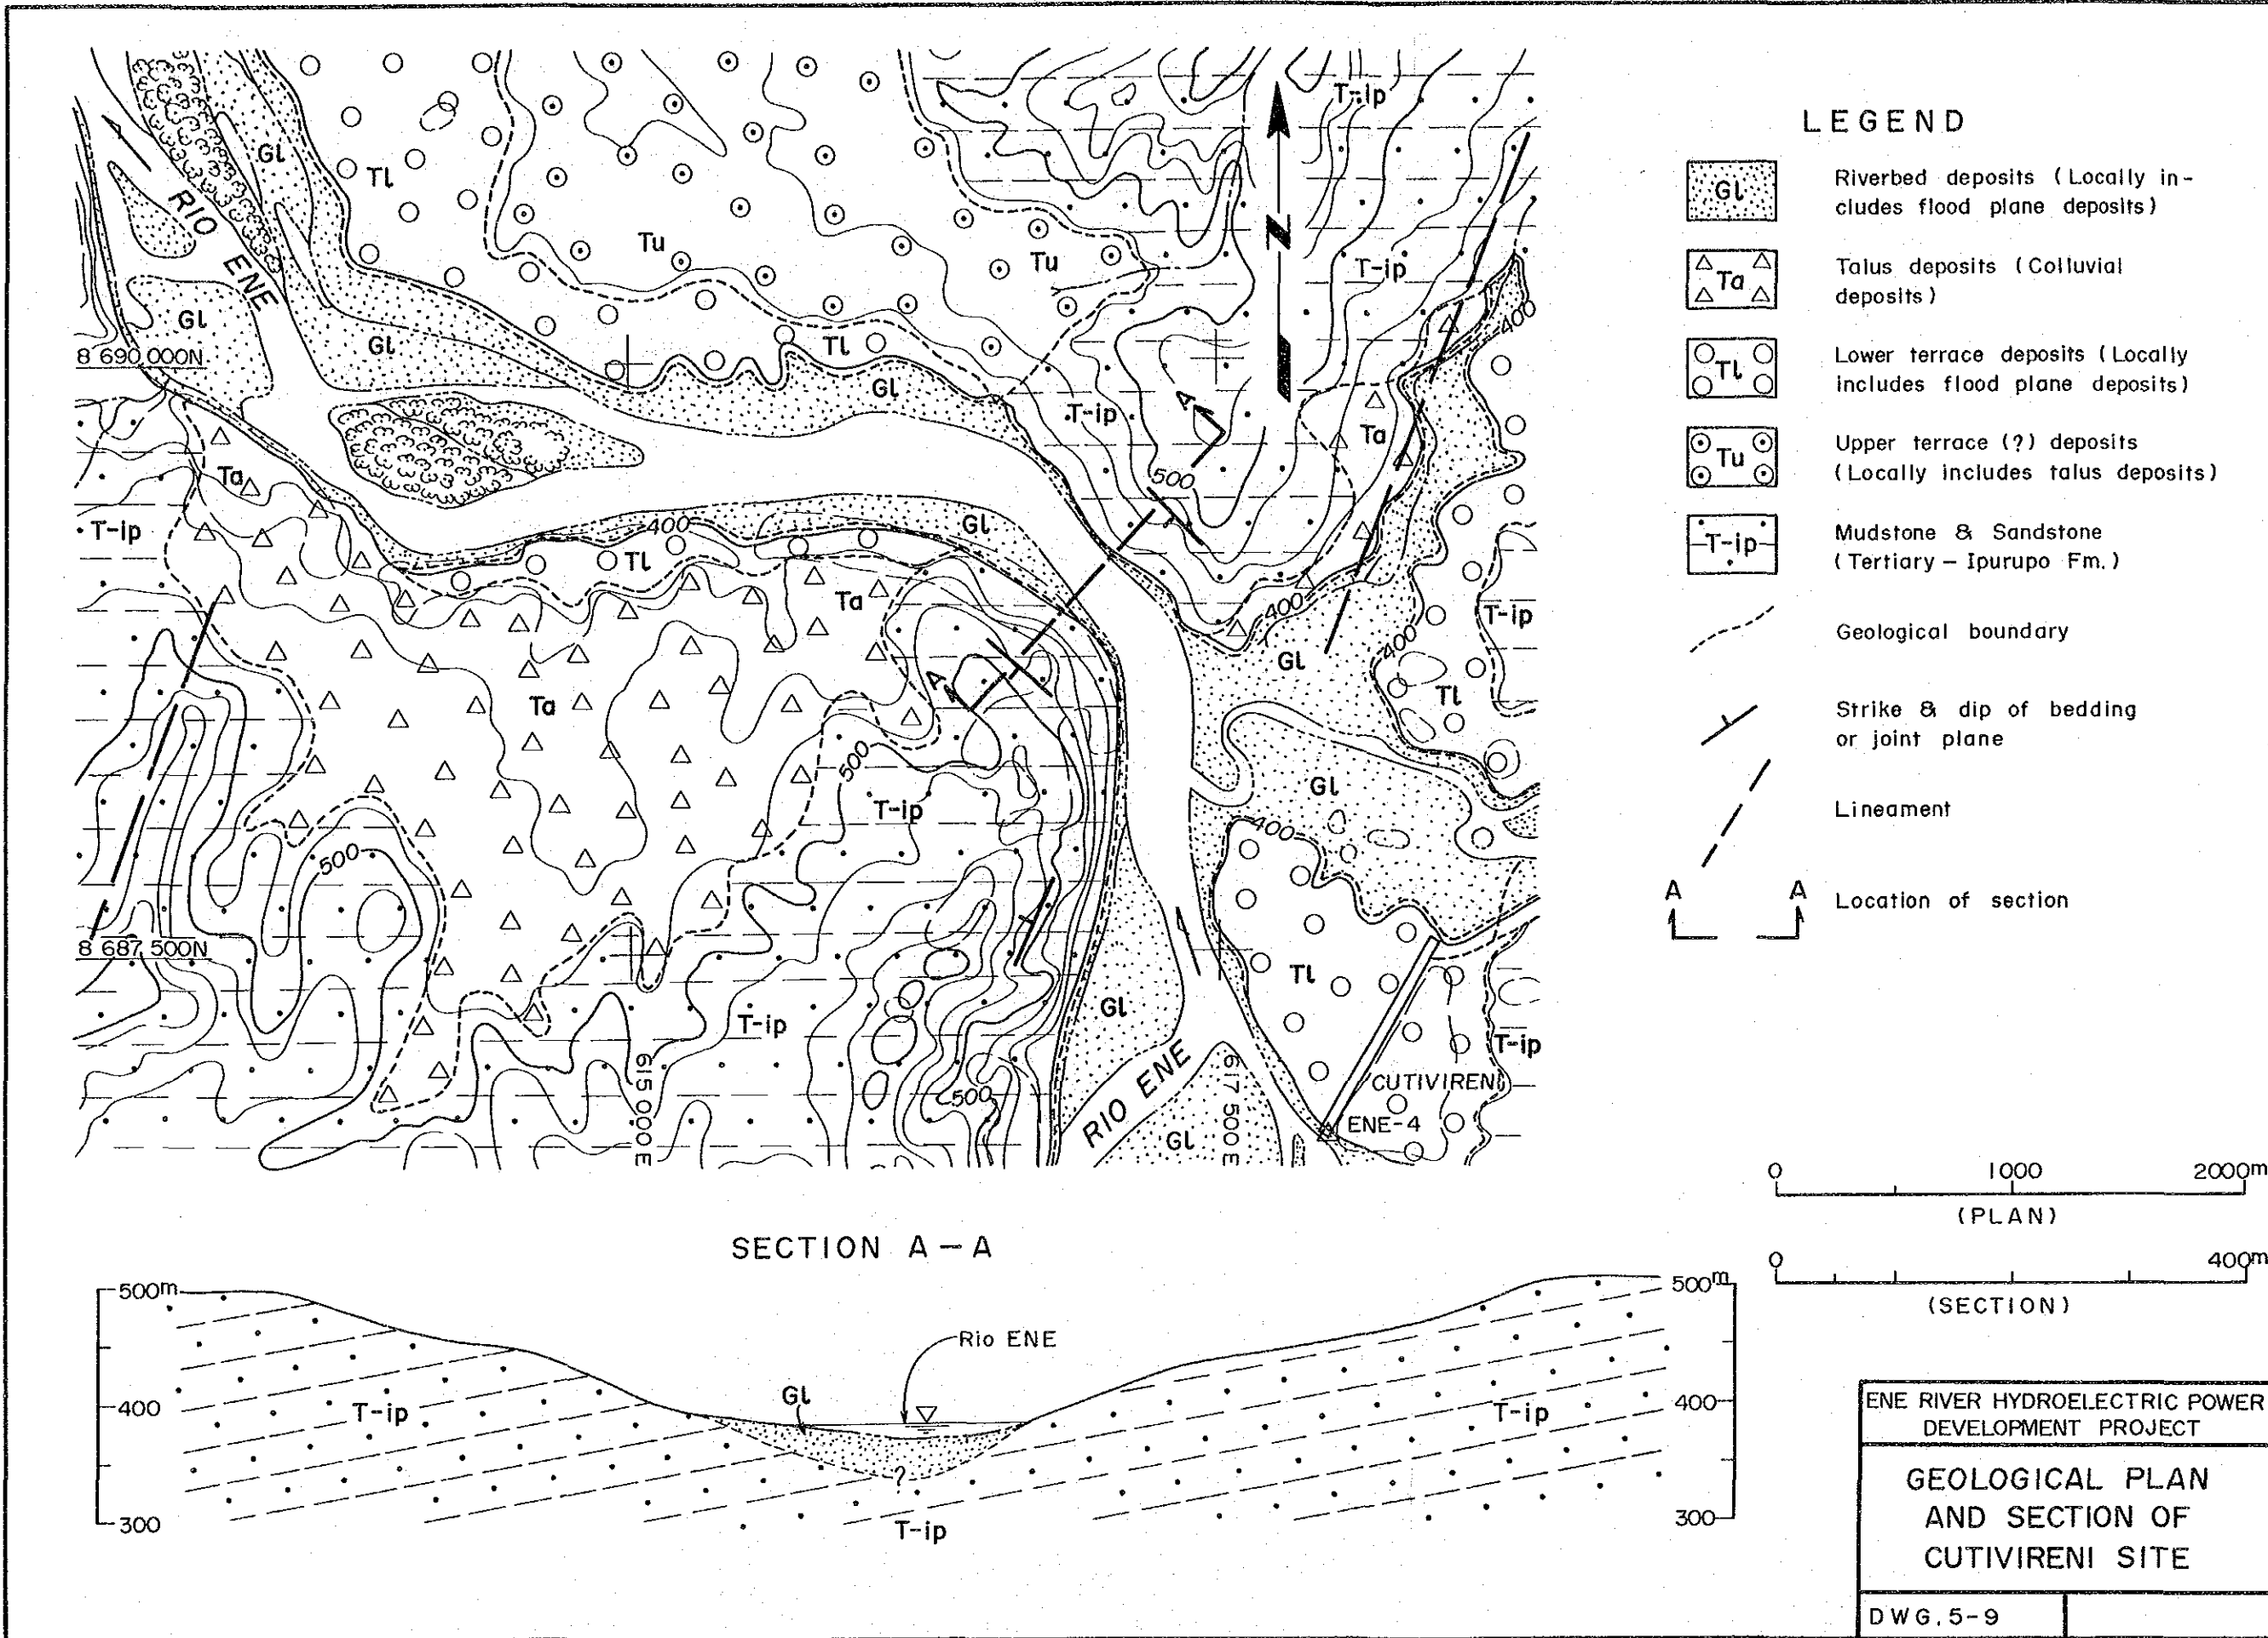 T-ip
Gl
Tl
RIO ENE
Tu
Tu
T-ip
Gl
400
8 690 000N
Gl
Tl
Gl
T-ip
A
Ta
500
Ta
T-ip
400
Gl
Tl
Ta
400
T-ip
400
Gl
A
Tl
Ta
500
Gl
T-ip
400
500
8 687 500N
Tl
Gl
T-ip
T-ip
615 000 E
RIO ENE
617 500 E
CUTIVIRENI
500
ENE-4
Gl
LEGEND
Gl
Riverbed deposits (Locally in-
cludes flood plane deposits)
Ta
Talus deposits (Colluvial
deposits)
Tl
Lower terrace deposits (Locally
includes flood plane deposits)
Tu
Upper terrace (?) deposits
(Locally includes talus deposits)
T-ip
Mudstone & Sandstone
(Tertiary – Ipurupo Fm.)
Geological boundary
Strike & dip of bedding
or joint plane
Lineament
A A
Location of section
N
0 1000 2000m
(PLAN)
0 400m
(SECTION)
SECTION A – A
500m
400
300
T-ip
Gl
Rio ENE
?
T-ip
T-ip
500m
400
300
ENE RIVER HYDROELECTRIC POWER
DEVELOPMENT PROJECT
GEOLOGICAL PLAN
AND SECTION OF
CUTIVIRENI SITE
DWG. 5-9